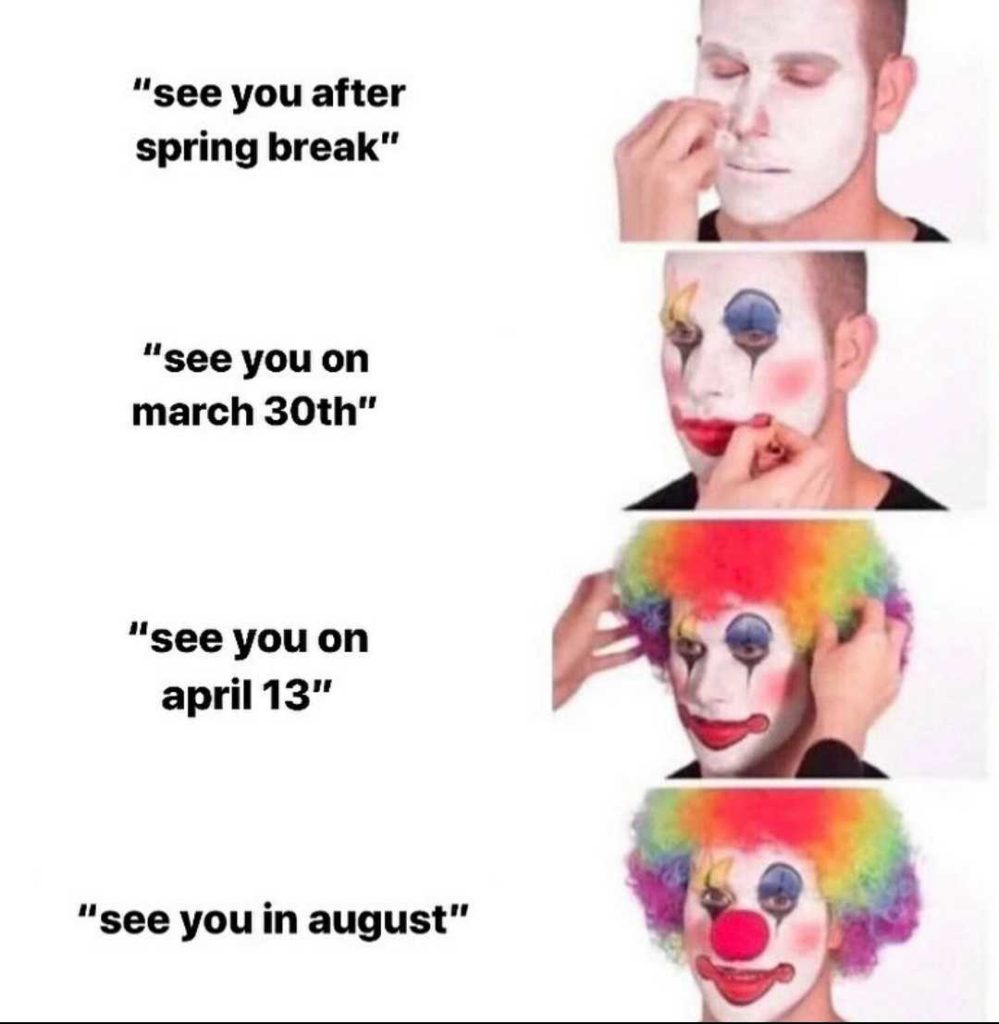 "see you after
spring break"
"see you on
march 30th"
"see you on
april 13"
"see you in august"